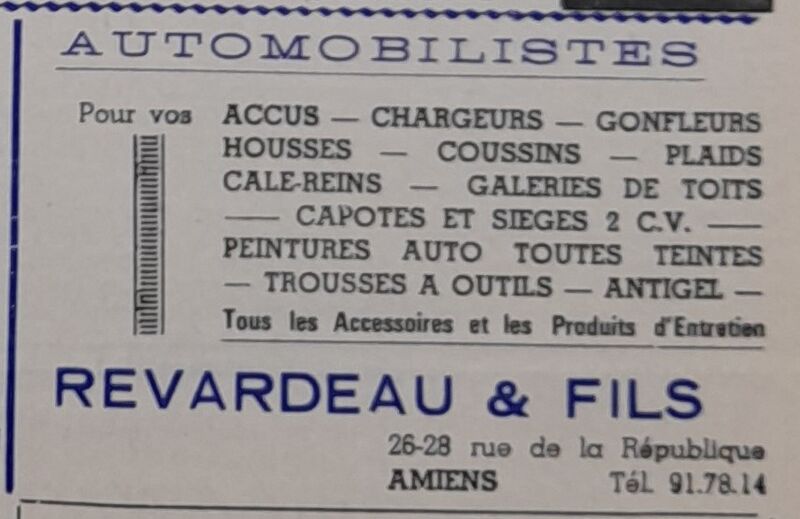 AUTOMOBILISTES
Pour vos ACCUS — CHARGEURS — GONFLEURS
HOUSSES — COUSSINS — PLAIDS
CALE-REINS — GALERIES DE TOITS
— CAPOTES ET SIEGES 2 C.V. —
PEINTURES AUTO TOUTES TEINTES
— TROUSSES A OUTILS — ANTIGEL —
Tous les Accessoires et les Produits d'Entretien
REVARDEAU & FILS
26-28 rue de la République
AMIENS Tél. 91.78.14